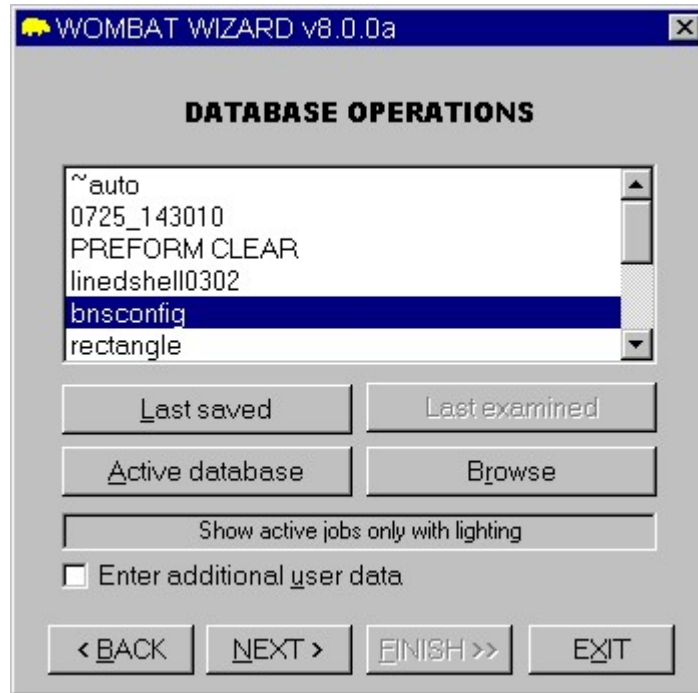 WOMBAT WIZARD v8.0.0a
DATABASE OPERATIONS
~auto
0725_143010
PREFORM CLEAR
linedshell0302
bnsconfig
rectangle
Last saved
Last examined
Active database
Browse
Show active jobs only with lighting
Enter additional user data
< BACK
NEXT >
FINISH >>
EXIT